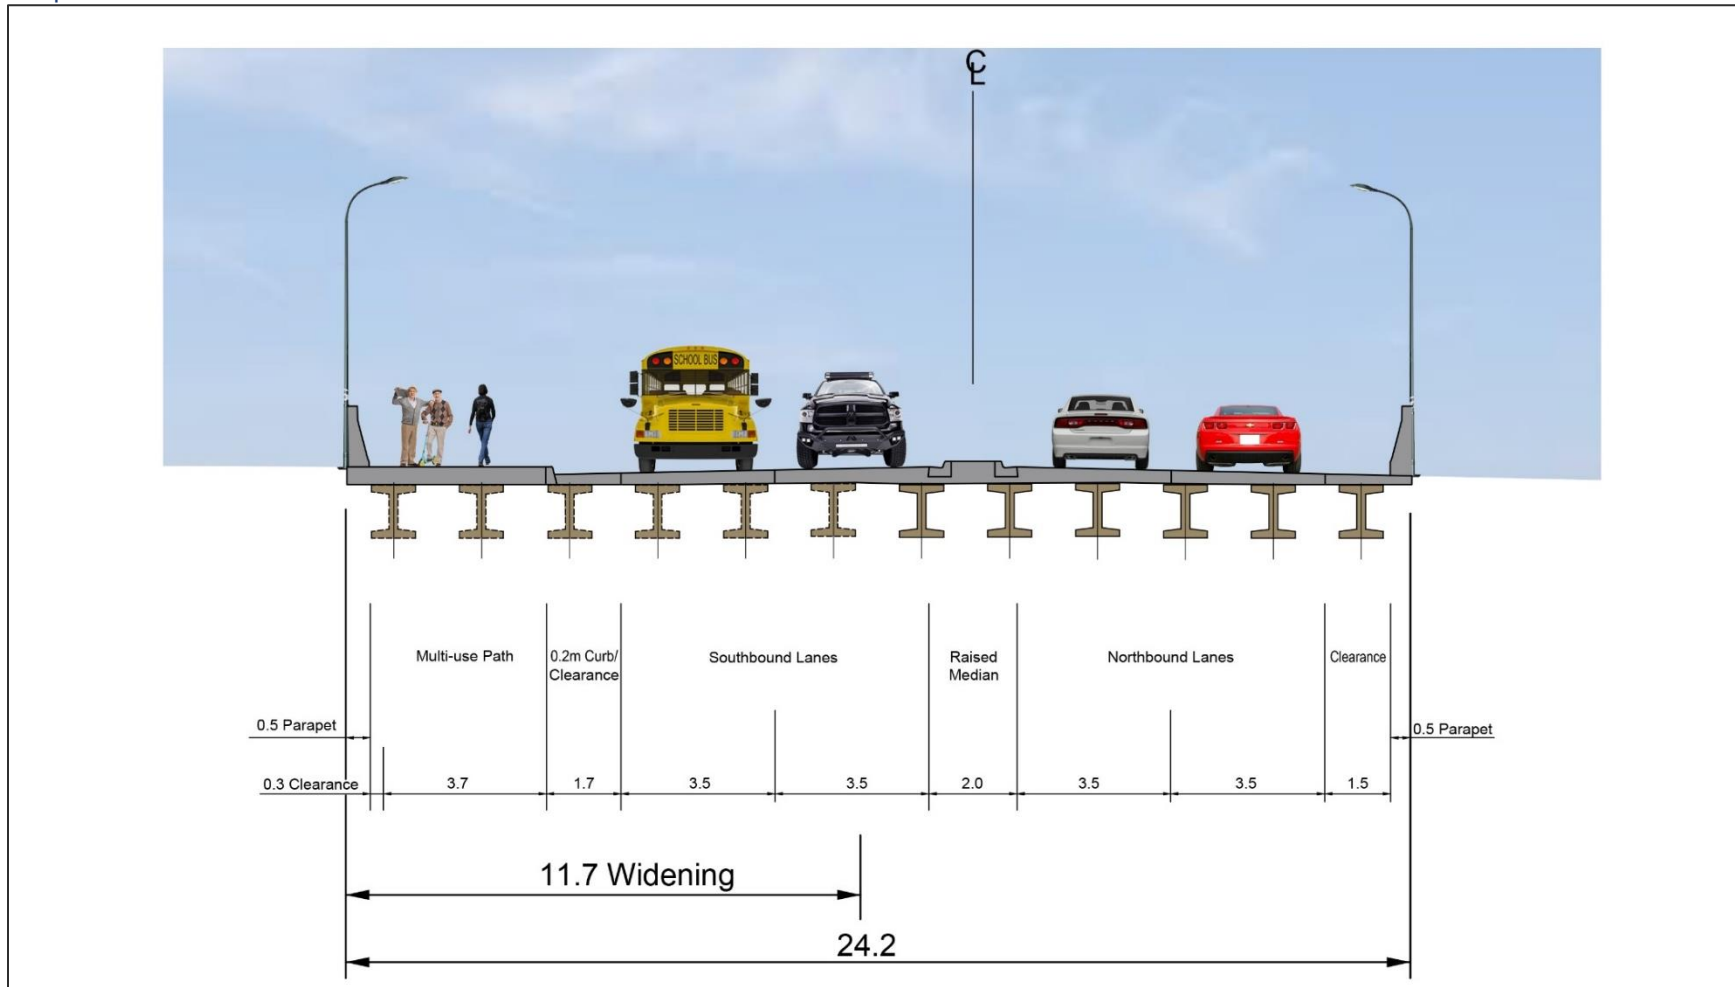 CL
SCHOOL BUS
Multi-use Path
0.2m Curb/
Clearance
Southbound Lanes
Raised
Median
Northbound Lanes
Clearance
0.5 Parapet
0.5 Parapet
0.3 Clearance
3.7
1.7
3.5
3.5
2.0
3.5
3.5
1.5
11.7 Widening
24.2